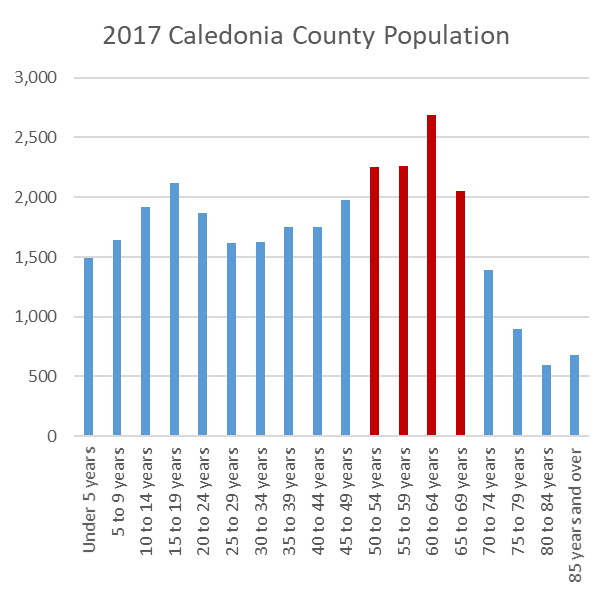 2017 Caledonia County Population
3,000
2,500
2,000
1,500
1,000
500
0
Under 5 years
5 to 9 years
10 to 14 years
15 to 19 years
20 to 24 years
25 to 29 years
30 to 34 years
35 to 39 years
40 to 44 years
45 to 49 years
50 to 54 years
55 to 59 years
60 to 64 years
65 to 69 years
70 to 74 years
75 to 79 years
80 to 84 years
85 years and over